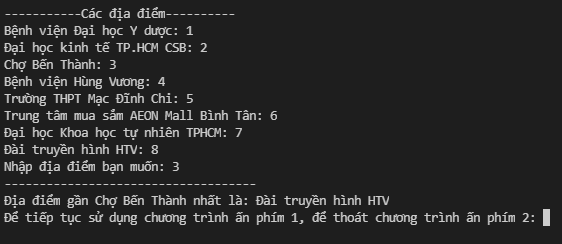 -----------Các địa điểm----------
Bệnh viện Đại học Y dược: 1
Đại học kinh tế TP.HCM CSB: 2
Chợ Bến Thành: 3
Bệnh viện Hùng Vương: 4
Trường THPT Mạc Đĩnh Chi: 5
Trung tâm mua sắm AEON Mall Bình Tân: 6
Đại học Khoa học tự nhiên TPHCM: 7
Đài truyền hình HTV: 8
Nhập địa điểm bạn muốn: 3
------------------------------------
Địa điểm gần Chợ Bến Thành nhất là: Đài truyền hình HTV
Để tiếp tục sử dụng chương trình ấn phím 1, để thoát chương trình ấn phím 2: